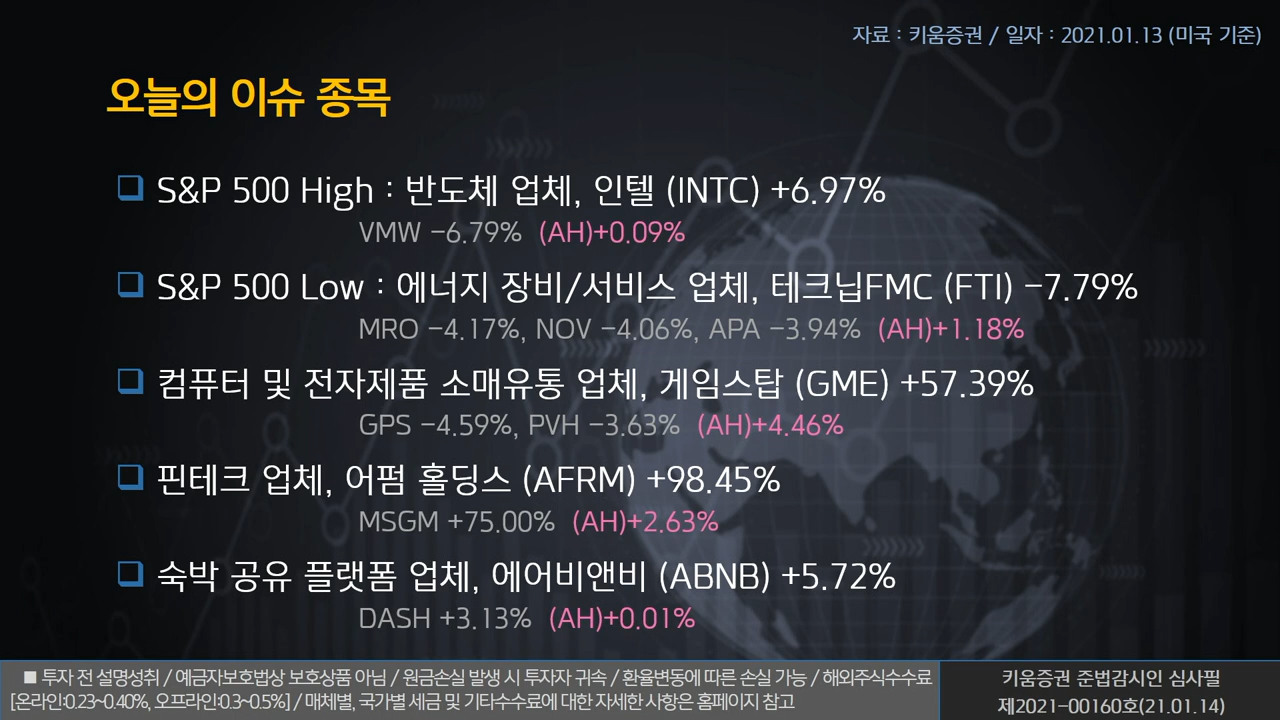 자료 : 키움증권 / 일자 : 2021.01.13 (미국 기준)
오늘의 이슈 종목
S&P 500 High : 반도체 업체, 인텔 (INTC) +6.97%
VMW -6.79% (AH)+0.09%
S&P 500 Low : 에너지 장비/서비스 업체, 테크닙FMC (FTI) -7.79%
MRO -4.17%, NOV -4.06%, APA -3.94% (AH)+1.18%
컴퓨터 및 전자제품 소매유통 업체, 게임스탑 (GME) +57.39%
GPS -4.59%, PVH -3.63% (AH)+4.46%
핀테크 업체, 어펌 홀딩스 (AFRM) +98.45%
MSGM +75.00% (AH)+2.63%
숙박 공유 플랫폼 업체, 에어비앤비 (ABNB) +5.72%
DASH +3.13% (AH)+0.01%
■ 투자 전 설명성취 / 예금자보호법상 보호상품 아님 / 원금손실 발생 시 투자자 귀속 / 환율변동에 따른 손실 가능 / 해외주식수수료
[온라인:0.23~0.40%, 오프라인:0.3~0.5%] / 매체별, 국가별 세금 및 기타수수료에 대한 자세한 사항은 홈페이지 참고
키움증권 준법감시인 심사필
제2021-00160호(21.01.14)